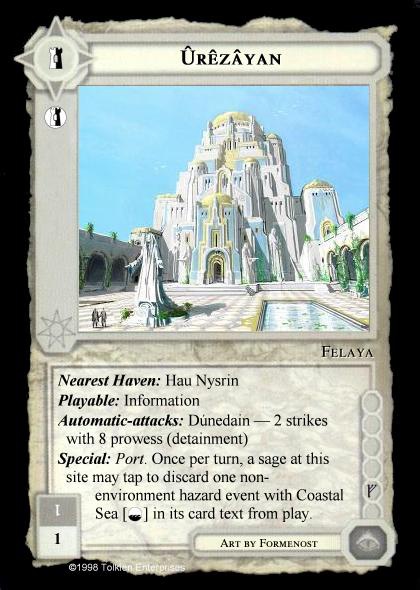 ÛRÊZÂYAN
FELAYA
Nearest Haven: Hau Nysrin
Playable: Information
Automatic-attacks: Dúnedain — 2 strikes
with 8 prowess (detainment)
Special: Port. Once per turn, a sage at this
site may tap to discard one non-
environment hazard event with Coastal
Sea [ ] in its card text from play.
1
1
ART BY FORMENOST
©1998 Tolkien Enterprises